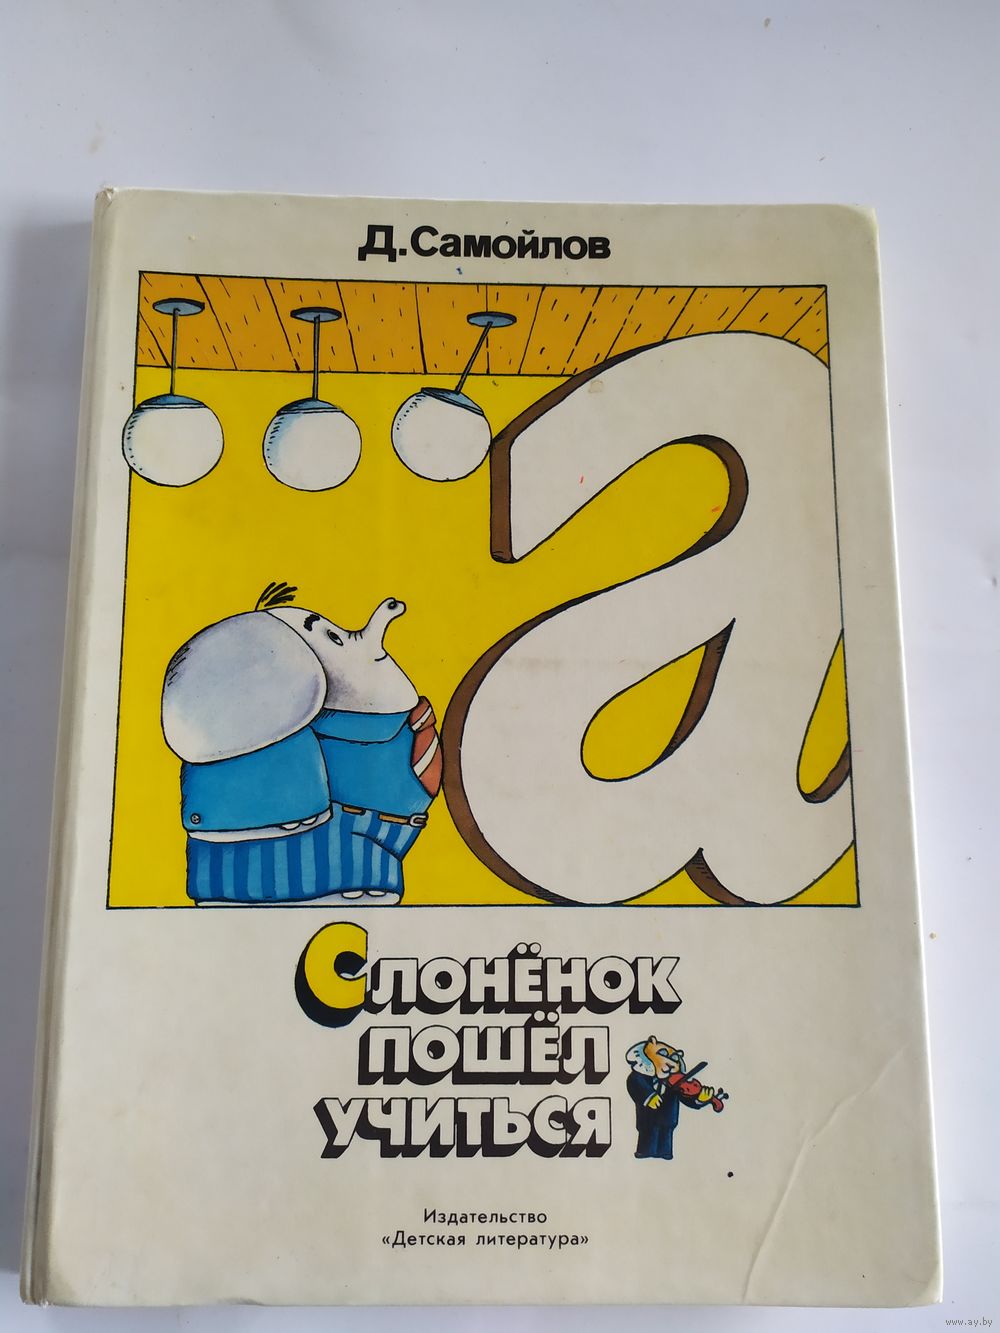 Д.Самойлов
а
Слонёнок
пошёл
учиться
Издательство
«Детская литература»
www.ay.by